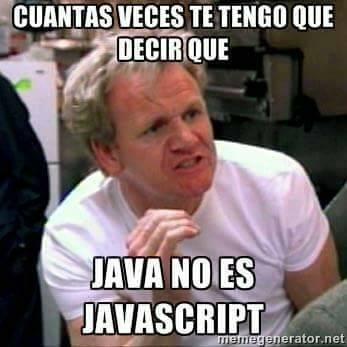 CUANTAS VECES TE TENGO QUE
DECIR QUE
JAVA NO ES
JAVASCRIPT
memegenerator.net